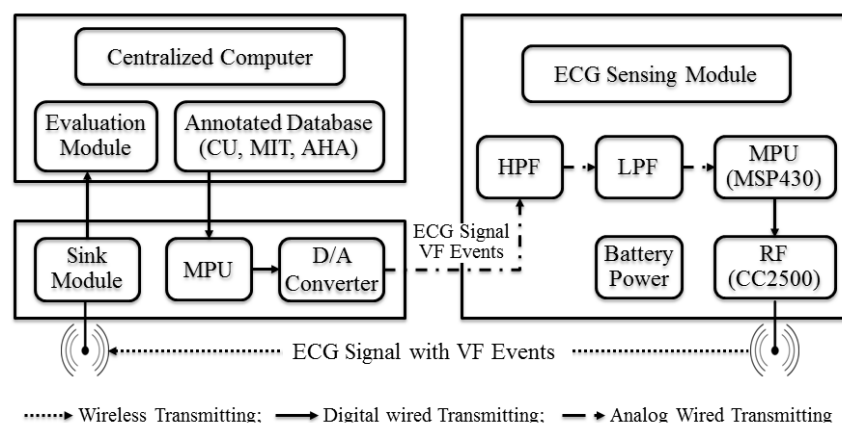 Centralized Computer
Evaluation
Module
Annotated Database
(CU, MIT, AHA)
Sink
Module
MPU
D/A
Converter
ECG Signal
VF Events
ECG Sensing Module
HPF
LPF
MPU
(MSP430)
Battery
Power
RF
(CC2500)
ECG Signal with VF Events
Wireless Transmitting; Digital wired Transmitting; Analog Wired Transmitting